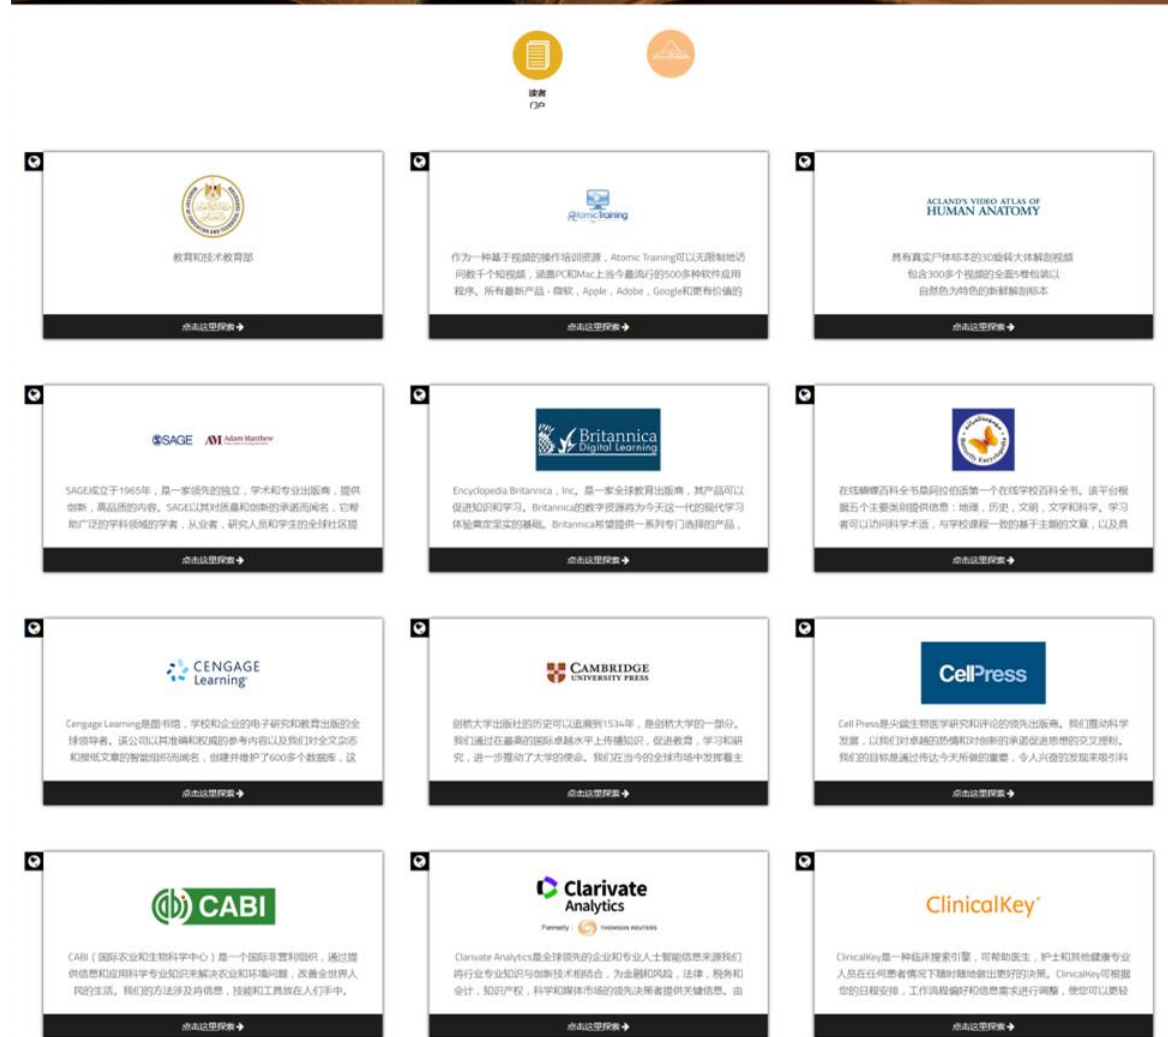 读者
门户
教育和技术教育部
点击这里探索
AtomicTraining
作为一种基于视频的操作培训资源，Atomic Training可以无限制地访
问数千个短视频，涵盖PC和Mac上当今最流行的500多种软件应用
程序。所有最新产品 - 微软，Apple，Adobe，Google和更有价值的
点击这里探索
ACLAND'S VIDEO ATLAS OF
HUMAN ANATOMY
具有真实尸体标本的3D旋转大体解剖视频
包含300多个视频的全面5卷包装以
自然色为特色的新鲜解剖标本
点击这里探索
SAGE
AM Adam Matthew
SAGE成立于1965年，是一家领先的独立，学术和专业出版商，提供
创新，高品质的内容。SAGE以其对质量和创新的承诺而闻名，它帮
助广泛的学科领域的学者，从业者，研究人员和学生的全球社区提
点击这里探索
Britannica
Digital Learning
Encyclopedia Britannica，Inc。是一家全球教育出版商，其产品可以
促进知识和学习。Britannica的数字资源将为今天这一代的现代学习
体验奠定坚实的基础。Britannica希望提供一系列专门选择的产品，
点击这里探索
Butterfly Encyclopedia
在线蝴蝶百科全书是阿拉伯语第一个在线学校百科全书。该平台根
据五个主要类别提供信息：地理，历史，文明，文学和科学。学习
者可以访问科学术语，与学校课程一致的基于主题的文章，以及具
点击这里探索
CENGAGE
Learning
Cengage Learning是图书馆，学校和企业的电子研究和教育出版的全
球领导者。该公司以其准确和权威的参考内容以及我们对全文杂志
和报纸文章的智能组织而闻名，创建并维护了600多个数据库，这
点击这里探索
CAMBRIDGE
UNIVERSITY PRESS
剑桥大学出版社的历史可以追溯到1534年，是剑桥大学的一部分。
我们通过在最高的国际卓越水平上传播知识，促进教育，学习和研
究，进一步推动了大学的使命。我们在当今的全球市场中发挥着主
点击这里探索
CellPress
Cell Press是尖端生物医学研究和评论的领先出版商。我们推动科学
发展，以我们对卓越的热情和对创新的承诺促进思想的交叉授粉。
我们的目标是通过传达今天所做的重要，令人兴奋的发现来吸引科
点击这里探索
CABI
CABI（国际农业和生物科学中心）是一个国际非营利组织，通过提
供信息和应用科学专业知识来解决农业和环境问题，改善全世界人
民的生活。我们的方法涉及将信息，技能和工具放在人们手中。
点击这里探索
Clarivate
Analytics
Formerly : THOMSON REUTERS
Clarivate Analytics是全球领先的企业和专业人士智能信息来源我们
将行业专业知识与创新技术相结合，为金融和风险，法律，税务和
会计，知识产权，科学和媒体市场的领先决策者提供关键信息。由
点击这里探索
ClinicalKey
ClinicalKey是一种临床搜索引擎，可帮助医生，护士和其他健康专业
人员在任何患者情况下随时随地做出更好的决策。ClinicalKey可根据
您的日程安排，工作流程偏好和信息需求进行调整，使您可以更轻
点击这里探索